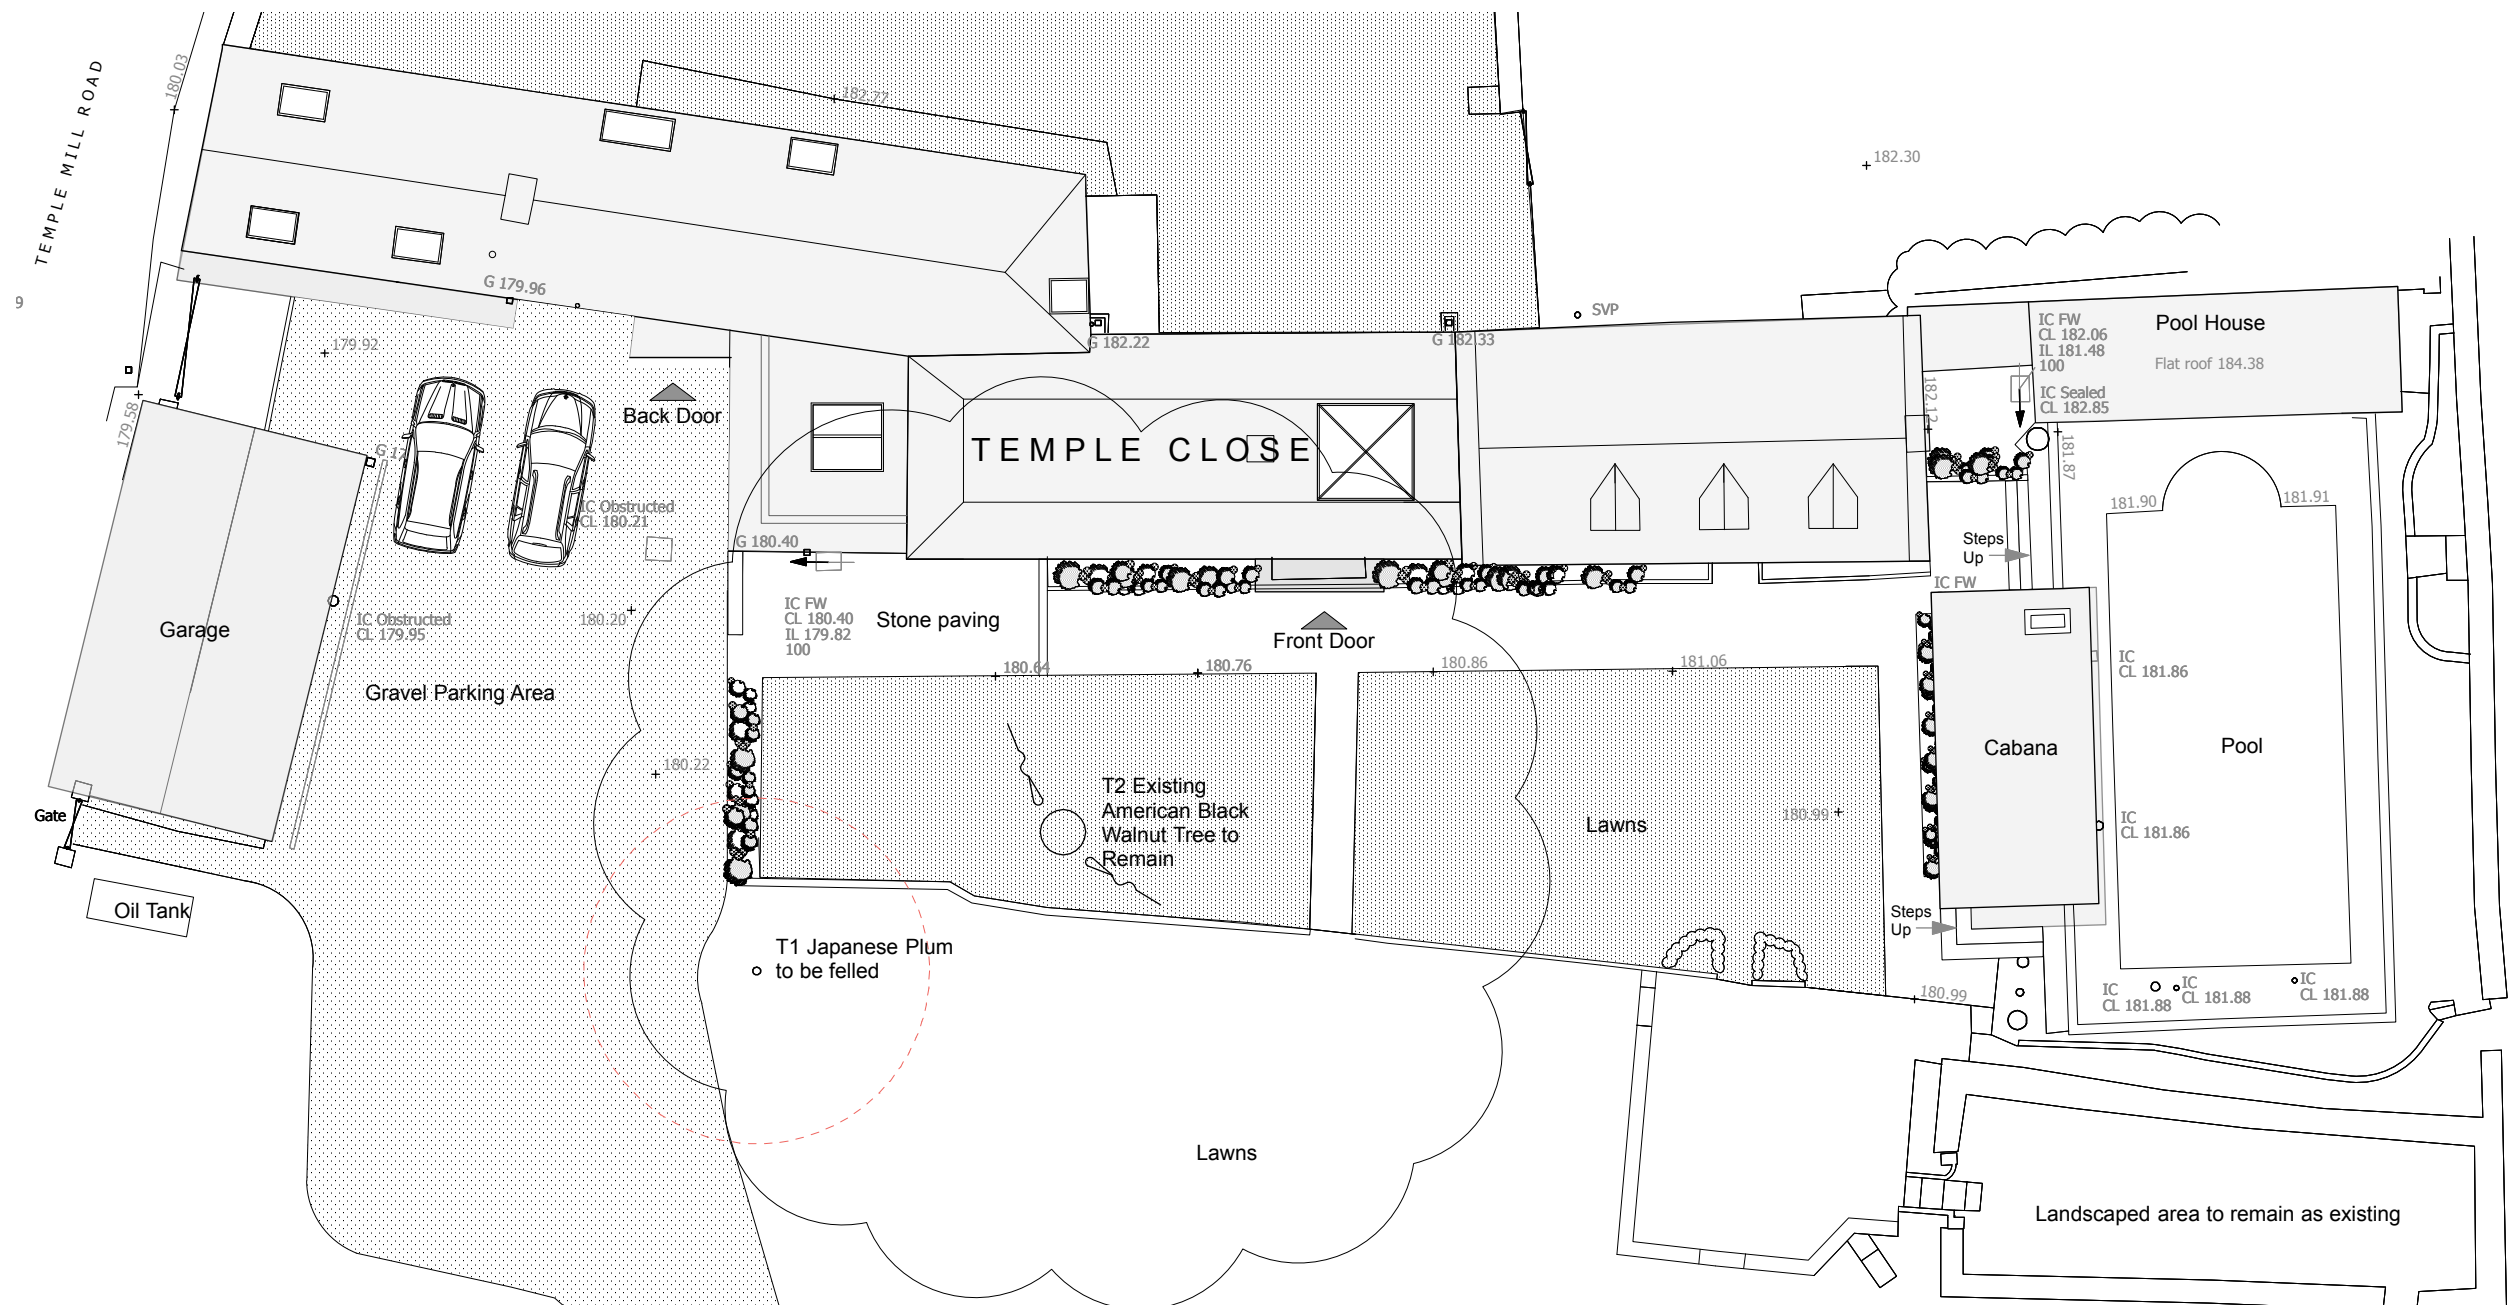 TEMPLE MILL ROAD
180.03
182.77
182.30
9
G 179.96
179.92
SVP
G 182.22
G 182.33
IC FW
CL 182.06
IL 181.48
100
Pool House
Flat roof 184.38
IC Sealed
CL 182.85
179.58
Back Door
182.12
G 17
TEMPLE CLOSE
181.87
IC Obstructed
CL 180.21
181.90
181.91
G 180.40
Steps
Up
IC FW
IC FW
CL 180.40
IL 179.82
100
Stone paving
180.20
IC Obstructed
CL 179.95
Garage
Front Door
180.64
180.76
180.86
181.06
IC
CL 181.86
Gravel Parking Area
180.22
Cabana
Pool
T2 Existing
American Black
Walnut Tree to
Remain
Gate
Lawns
180.99
IC
CL 181.86
Oil Tank
Steps
Up
T1 Japanese Plum
to be felled
180.99
IC
CL 181.88
IC
CL 181.88
IC
CL 181.88
Lawns
Landscaped area to remain as existing